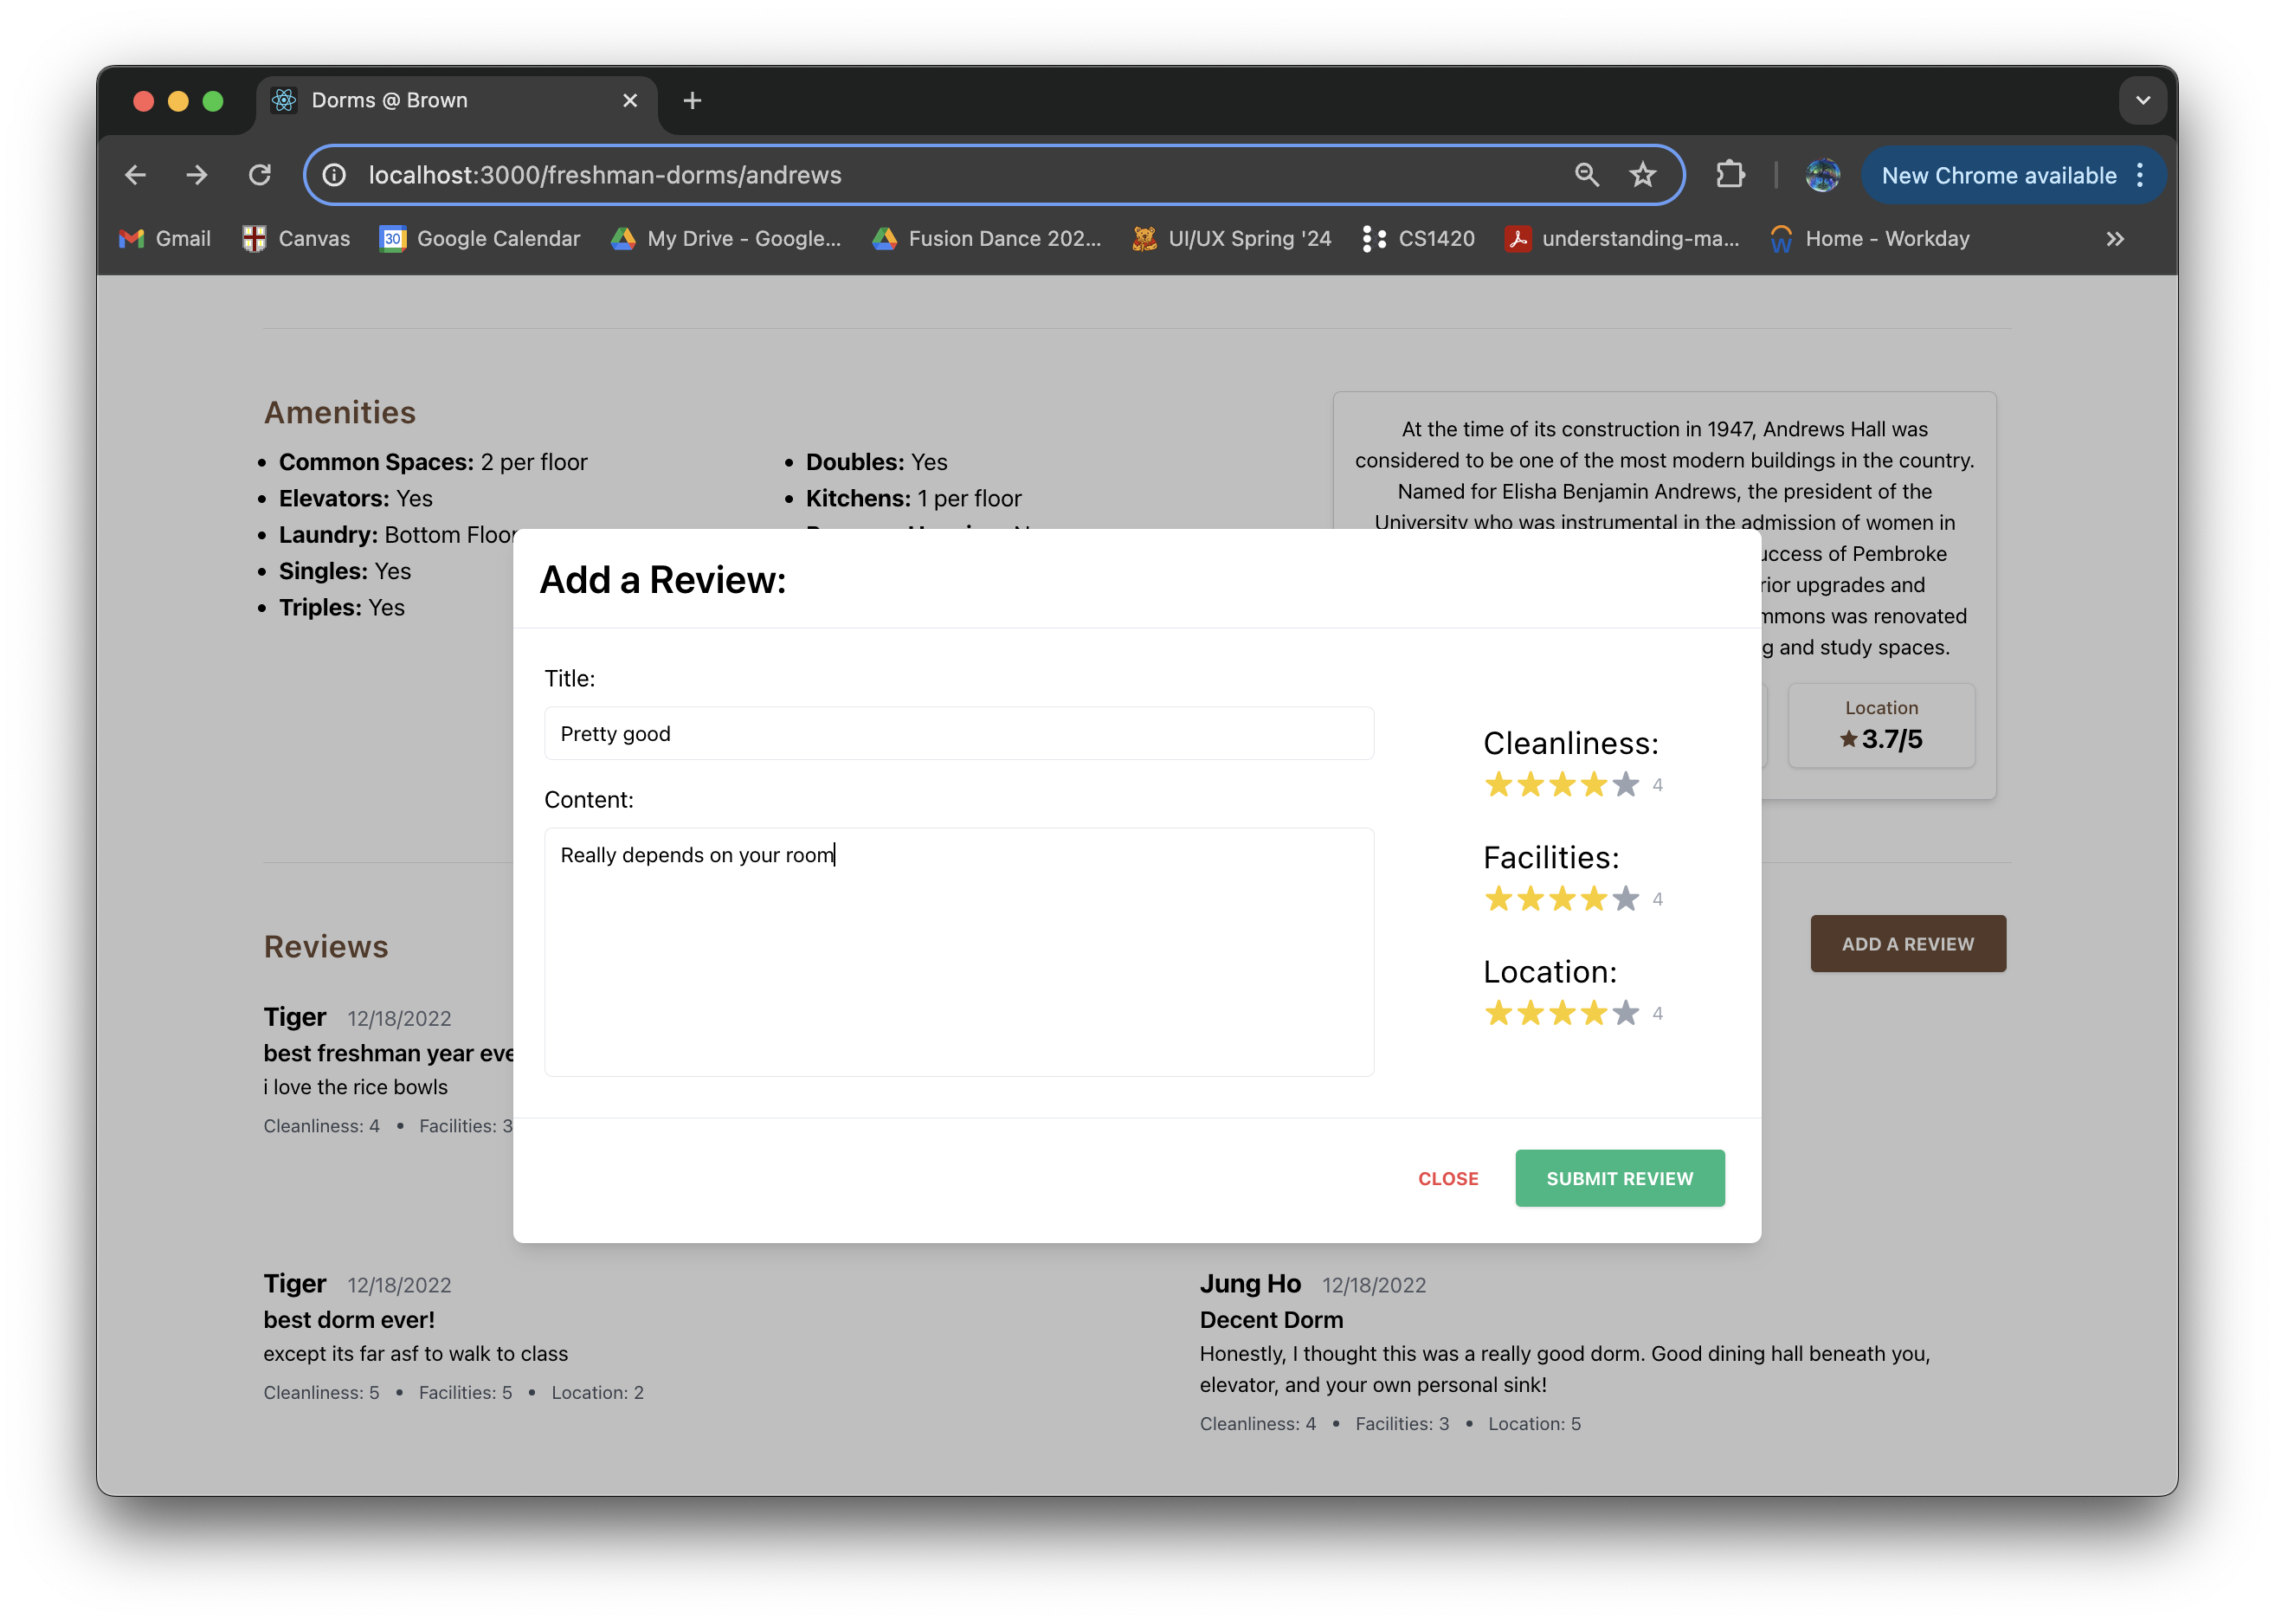 Dorms @ Brown
localhost:3000/freshman-dorms/andrews
New Chrome available
Gmail
Canvas
30
Google Calendar
My Drive - Google...
Fusion Dance 202...
UI/UX Spring '24
CS1420
understanding-ma...
Home - Workday
Amenities
Common Spaces: 2 per floor
Elevators: Yes
Laundry: Bottom Floor
Singles: Yes
Triples: Yes
Doubles: Yes
Kitchens: 1 per floor
At the time of its construction in 1947, Andrews Hall was
considered to be one of the most modern buildings in the country.
Named for Elisha Benjamin Andrews, the president of the
University who was instrumental in the admission of women in
uccess of Pembroke
rior upgrades and
mmons was renovated
g and study spaces.
Location
3.7/5
Add a Review:
Title:
Pretty good
Content:
Really depends on your room
Cleanliness:
4
Facilities:
4
Location:
4
CLOSE
SUBMIT REVIEW
Reviews
ADD A REVIEW
Tiger 12/18/2022
best freshman year eve
i love the rice bowls
Cleanliness: 4 • Facilities: 3
Tiger 12/18/2022
best dorm ever!
except its far asf to walk to class
Cleanliness: 5 • Facilities: 5 • Location: 2
Jung Ho 12/18/2022
Decent Dorm
Honestly, I thought this was a really good dorm. Good dining hall beneath you,
elevator, and your own personal sink!
Cleanliness: 4 • Facilities: 3 • Location: 5